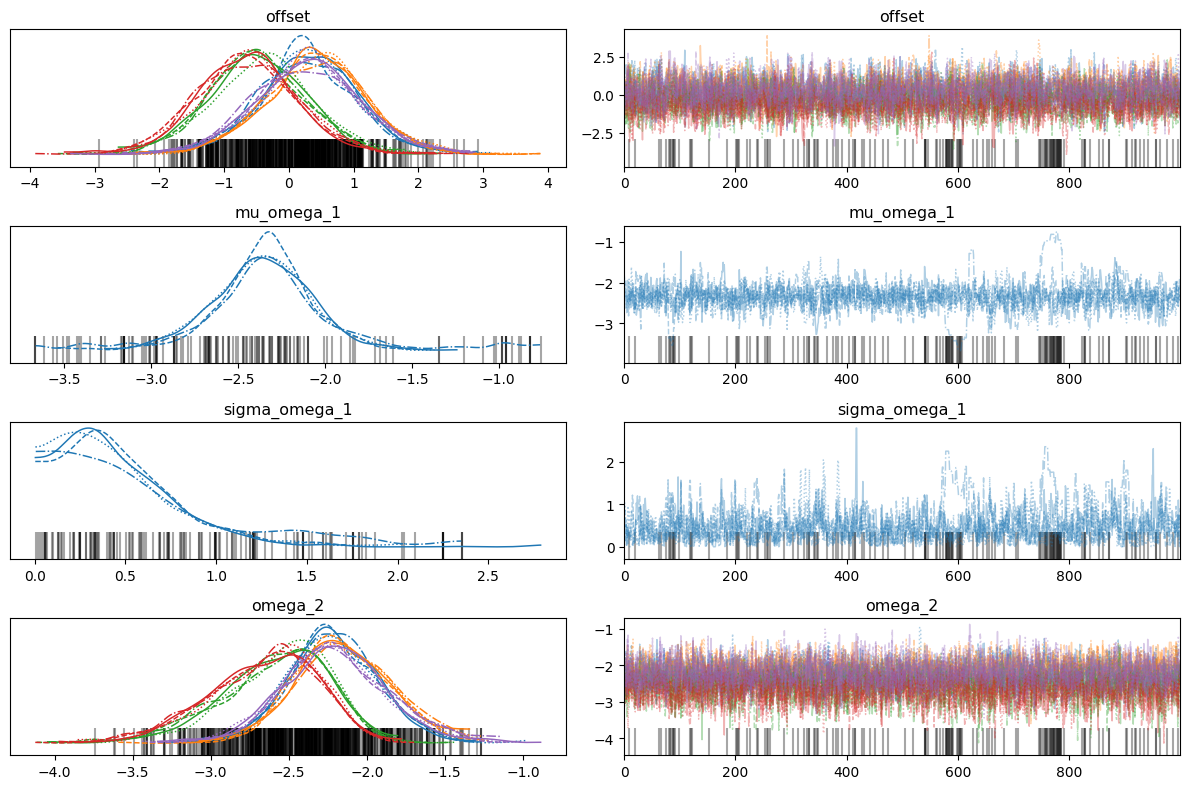 offset offset
−4 −3 −2 −1 0 1 2 3 4
2.5
0.0
−2.5
0 200 400 600 800
mu_omega_1 mu_omega_1
−3.5 −3.0 −2.5 −2.0 −1.5 −1.0
−1
−2
−3
0 200 400 600 800
sigma_omega_1 sigma_omega_1
0.0 0.5 1.0 1.5 2.0 2.5
2
1
0
0 200 400 600 800
omega_2 omega_2
−4.0 −3.5 −3.0 −2.5 −2.0 −1.5 −1.0
−1
−2
−3
−4
0 200 400 600 800